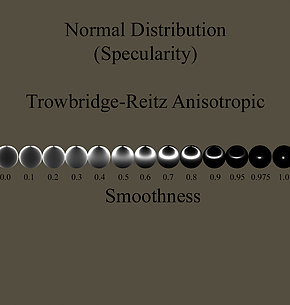 Normal Distribution
(Specularity)
Trowbridge-Reitz Anisotropic
0.0 0.1 0.2 0.3 0.4 0.5 0.6 0.7 0.8 0.9 0.95 0.975 1.0
Smoothness